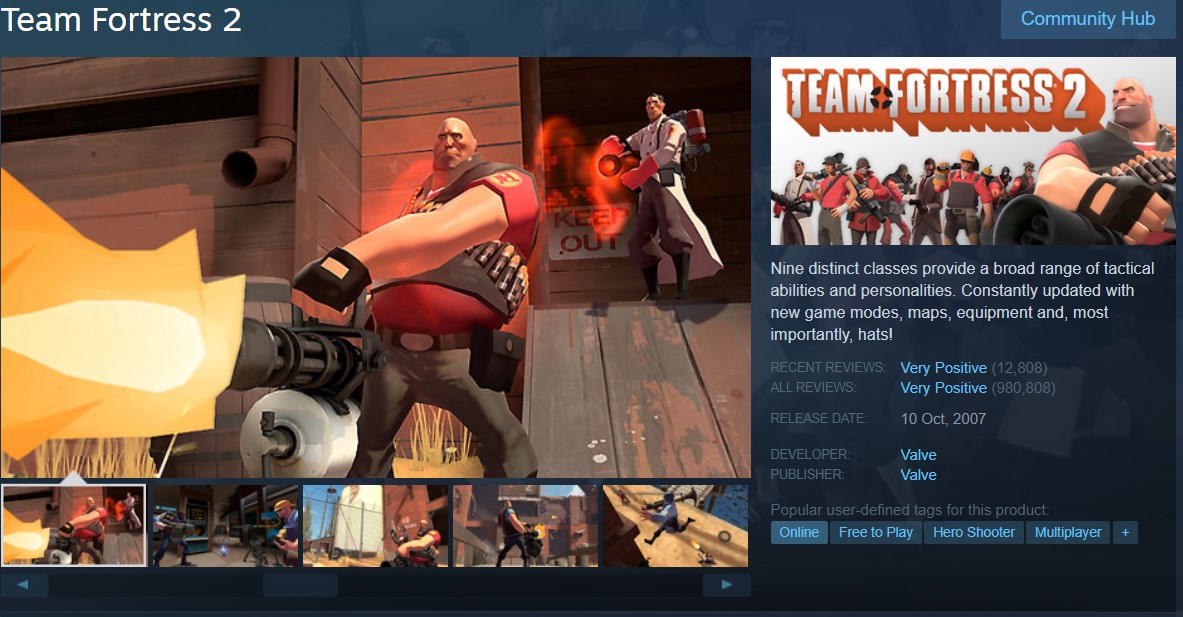 Team Fortress 2
Community Hub
KEEP
OUT
TEAM FORTRESS 2
Nine distinct classes provide a broad range of tactical
abilities and personalities. Constantly updated with
new game modes, maps, equipment and, most
importantly, hats!
RECENT REVIEWS: Very Positive (12,808)
ALL REVIEWS: Very Positive (980,808)
RELEASE DATE: 10 Oct, 2007
DEVELOPER: Valve
PUBLISHER: Valve
Popular user-defined tags for this product:
Online Free to Play Hero Shooter Multiplayer +